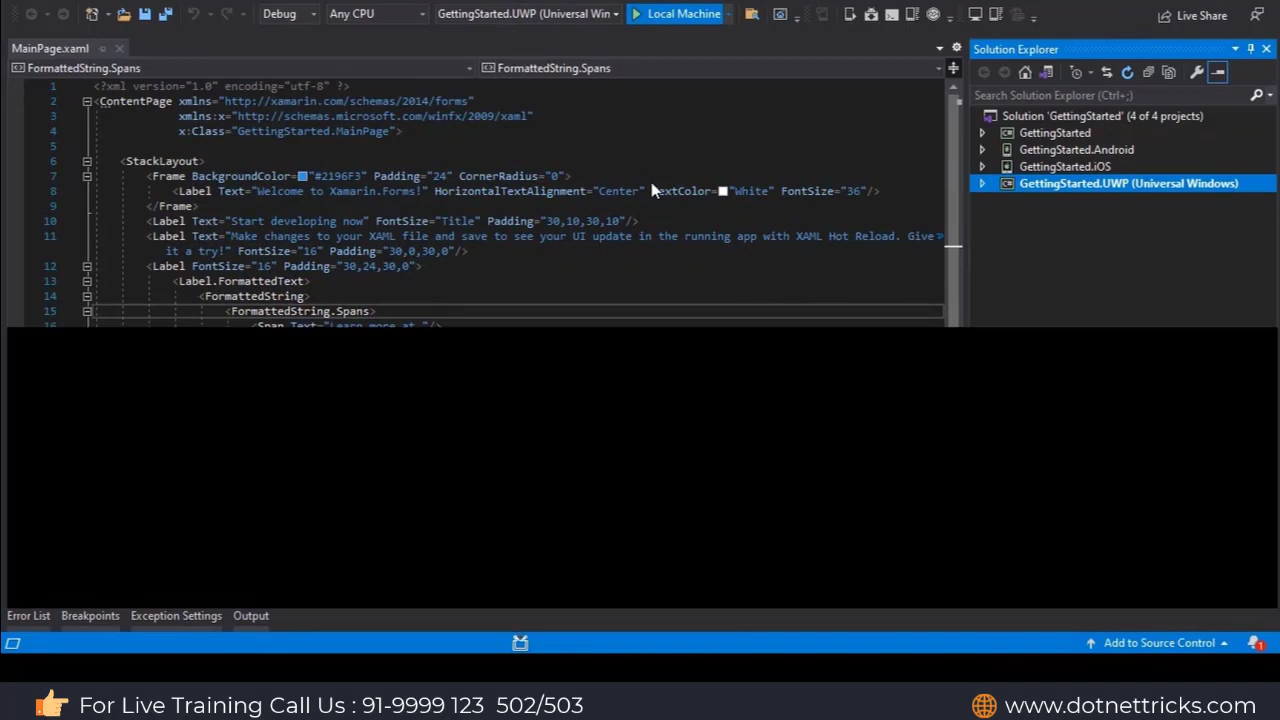 Debug Any CPU GettingStarted.UWP (Universal Win Local Machine Live Share
MainPage.xaml
FormattedString.Spans FormattedString.Spans
1 <?xml version="1.0" encoding="utf-8" ?>
2 <ContentPage xmlns="http://xamarin.com/schemas/2014/forms"
3 xmlns:x="http://schemas.microsoft.com/winfx/2009/xaml"
4 x:Class="GettingStarted.MainPage">
5
6 <StackLayout>
7 <Frame BackgroundColor="#2196F3" Padding="24" CornerRadius="0">
8 <Label Text="Welcome to Xamarin.Forms!" HorizontalTextAlignment="Center" TextColor="White" FontSize="36"/>
9 </Frame>
10 <Label Text="Start developing now" FontSize="Title" Padding="30,10,30,10"/>
11 <Label Text="Make changes to your XAML file and save to see your UI update in the running app with XAML Hot Reload. Give
it a try!" FontSize="16" Padding="30,0,30,0"/>
12 <Label FontSize="16" Padding="30,24,30,0">
13 <Label.FormattedText>
14 <FormattedString>
15 <FormattedString.Spans>
16 <Span Text="Learn more at "/>
Solution Explorer
Search Solution Explorer (Ctrl+;)
Solution 'GettingStarted' (4 of 4 projects)
GettingStarted
GettingStarted.Android
GettingStarted.iOS
GettingStarted.UWP (Universal Windows)
Error List Breakpoints Exception Settings Output
Add to Source Control 1
For Live Training Call Us : 91-9999 123 502/503 www.dotnettricks.com